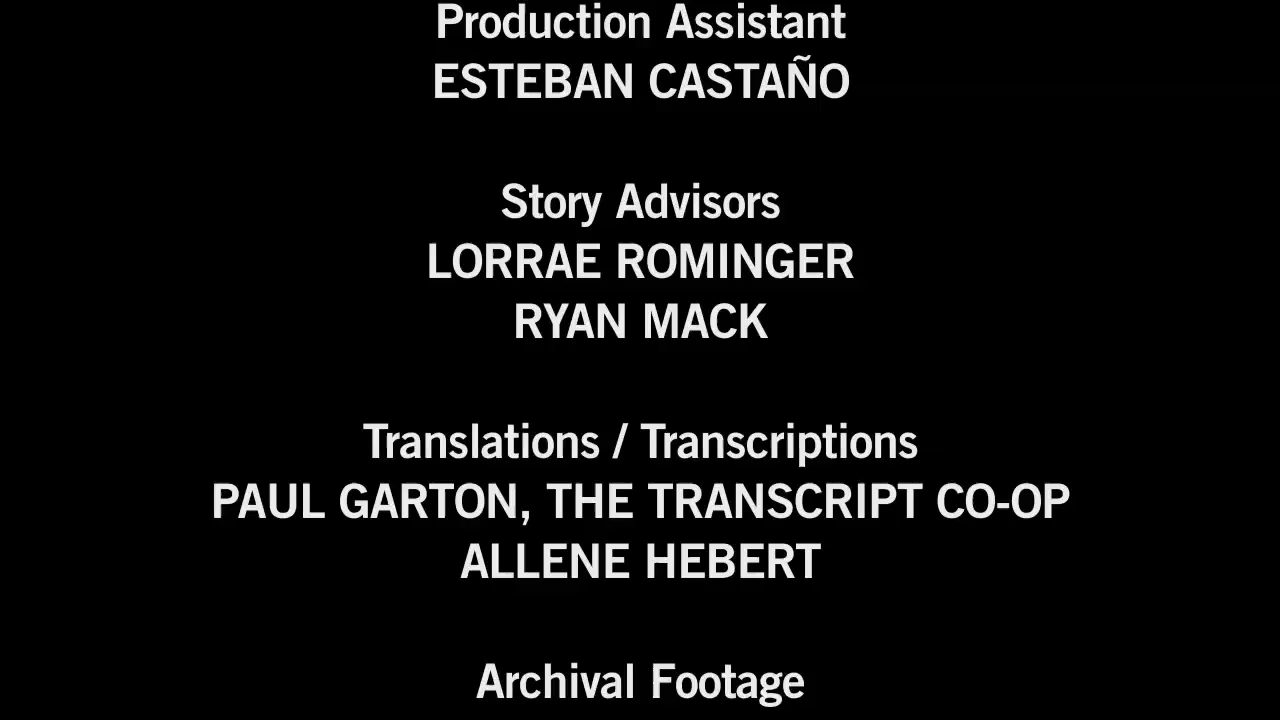 Production Assistant
ESTEBAN CASTAÑO
Story Advisors
LORRAE ROMINGER
RYAN MACK
Translations / Transcriptions
PAUL GARTON, THE TRANSCRIPT CO-OP
ALLENE HEBERT
Archival Footage